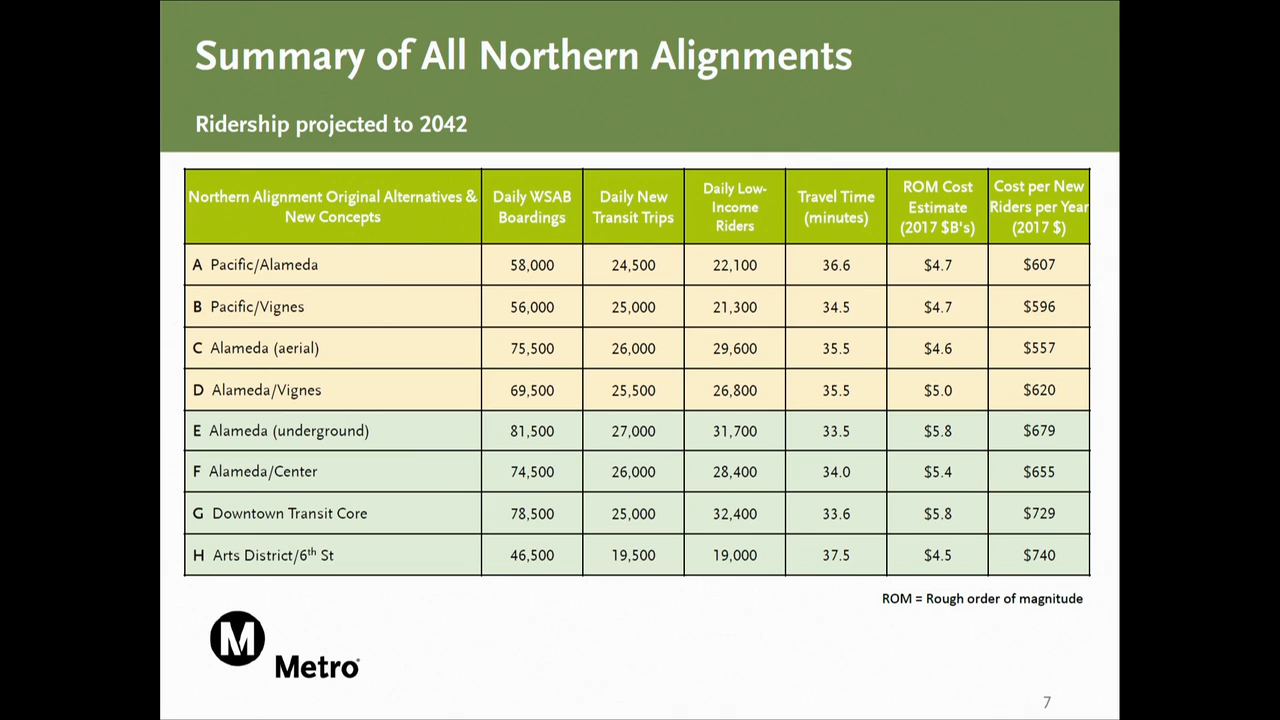 Summary of All Northern Alignments
Ridership projected to 2042
Northern Alignment Original Alternatives &
New Concepts
Daily WSAB
Boardings
Daily New
Transit Trips
Daily Low-
Income
Riders
Travel Time
(minutes)
ROM Cost
Estimate
(2017 $B's)
Cost per New
Riders per Year
(2017 $)
A Pacific/Alameda 58,000 24,500 22,100 36.6 $4.7 $607
B Pacific/Vignes 56,000 25,000 21,300 34.5 $4.7 $596
C Alameda (aerial) 75,500 26,000 29,600 35.5 $4.6 $557
D Alameda/Vignes 69,500 25,500 26,800 35.5 $5.0 $620
E Alameda (underground) 81,500 27,000 31,700 33.5 $5.8 $679
F Alameda/Center 74,500 26,000 28,400 34.0 $5.4 $655
G Downtown Transit Core 78,500 25,000 32,400 33.6 $5.8 $729
H Arts District/6th St 46,500 19,500 19,000 37.5 $4.5 $740
ROM = Rough order of magnitude
M
Metro
7